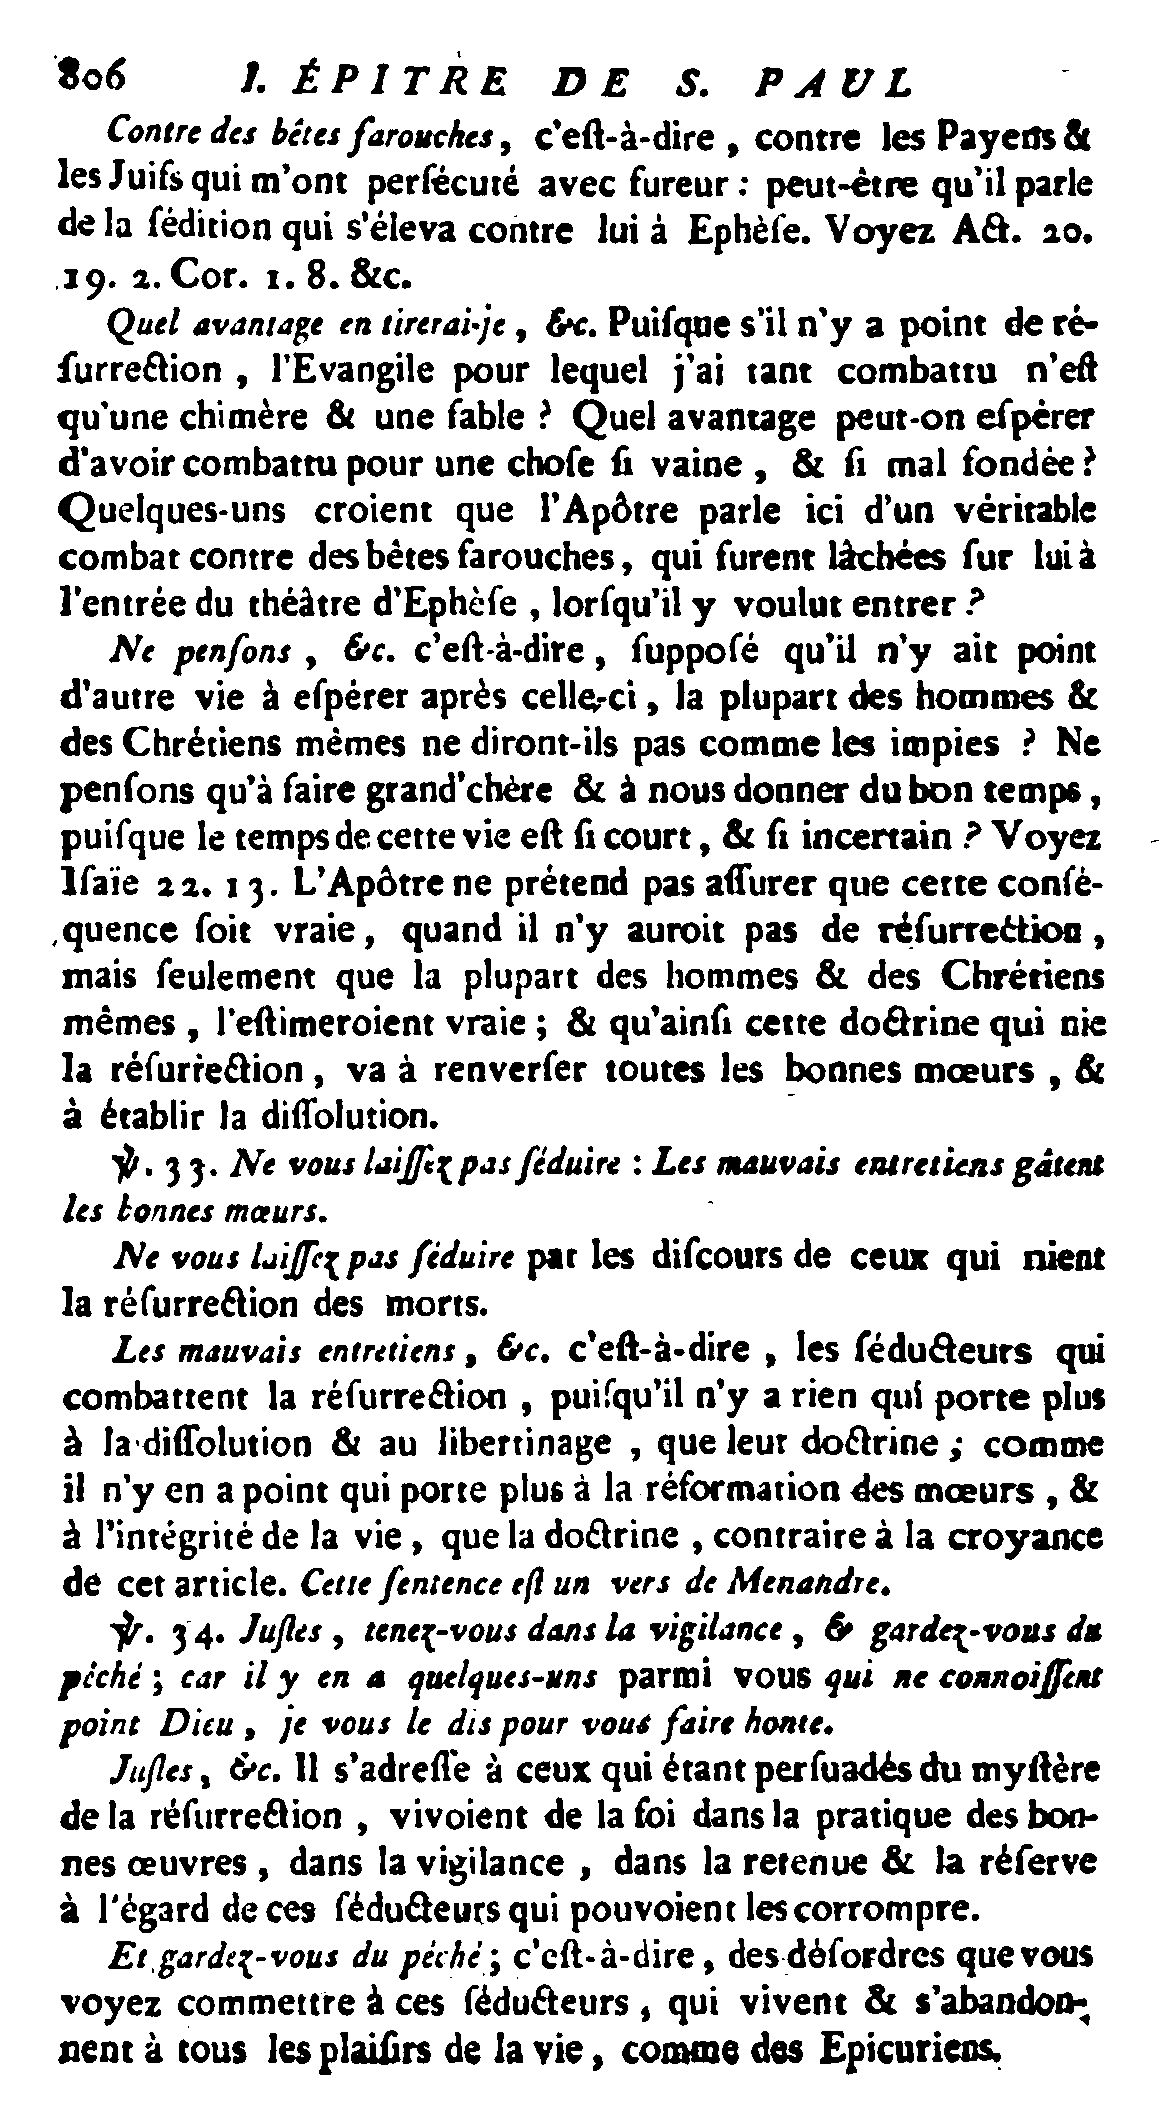 806 I. ÉPITRE DE S. PAUL
Contre des bêtes farouches, c'eſt-à-dire, contre les Payens &
les Juifs qui m'ont perſécuté avec fureur : peut-être qu'il parle
de la ſédition qui s'éleva contre lui à Ephèſe. Voyez Act. 20.
19. 2. Cor. 1. 8. &c.
Quel avantage en tirerai-je, &c. Puiſque s'il n'y a point de ré-
ſurrection, l'Evangile pour lequel j'ai tant combattu n'eſt
qu'une chimère & une fable ? Quel avantage peut-on eſpérer
d'avoir combattu pour une choſe ſi vaine, & ſi mal fondée ?
Quelques-uns croient que l'Apôtre parle ici d'un véritable
combat contre des bêtes farouches, qui furent lâchées ſur lui à
l'entrée du théâtre d'Ephèſe, lorſqu'il y voulut entrer ?
Ne penſons, &c. c'eſt-à-dire, ſuppoſé qu'il n'y ait point
d'autre vie à eſpérer après celle-ci, la plupart des hommes &
des Chrétiens mêmes ne diront-ils pas comme les impies ? Ne
penſons qu'à faire grand'chère & à nous donner du bon temps,
puiſque le temps de cette vie eſt ſi court, & ſi incertain ? Voyez
Iſaïe 22. 13. L'Apôtre ne prétend pas aſſurer que cette conſé-
quence ſoit vraie, quand il n'y auroit pas de réſurrection,
mais ſeulement que la plupart des hommes & des Chrétiens
mêmes, l'eſtimeroient vraie ; & qu'ainſi cette doctrine qui nie
la réſurrection, va à renverſer toutes les bonnes mœurs, &
à établir la diſſolution.
℣. 33. Ne vous laiſſez pas ſéduire : Les mauvais entretiens gâtent
les bonnes mœurs.
Ne vous laiſſez pas ſéduire par les diſcours de ceux qui nient
la réſurrection des morts.
Les mauvais entretiens, &c. c'eſt-à-dire, les ſéducteurs qui
combattent la réſurrection, puiſqu'il n'y a rien qui porte plus
à la diſſolution & au libertinage, que leur doctrine ; comme
il n'y en a point qui porte plus à la réformation des mœurs, &
à l'intégrité de la vie, que la doctrine, contraire à la croyance
de cet article. Cette ſentence eſt un vers de Menandre.
℣. 34. Juſtes, tenez-vous dans la vigilance, & gardez-vous du
péché ; car il y en a quelques-uns parmi vous qui ne connoiſſent
point Dieu, je vous le dis pour vous faire honte.
Juſtes, &c. Il s'adreſſe à ceux qui étant perſuadés du myſtère
de la réſurrection, vivoient de la foi dans la pratique des bon-
nes œuvres, dans la vigilance, dans la retenue & la réſerve
à l'égard de ces ſéducteurs qui pouvoient les corrompre.
Et gardez-vous du péché ; c'eſt-à-dire, des déſordres que vous
voyez commettre à ces ſéducteurs, qui vivent & s'abandon-
nent à tous les plaiſirs de la vie, comme des Epicuriens.